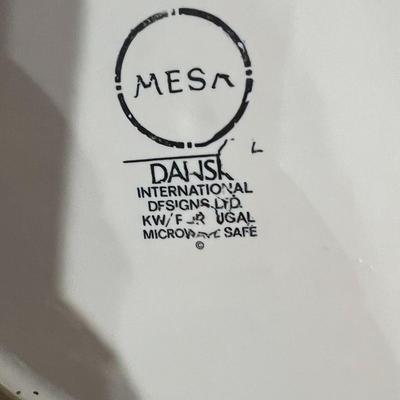 MESA
DANSK
INTERNATIONAL
DESIGNS LTD.
KW/PORTUGAL
MICROWAVE SAFE
©